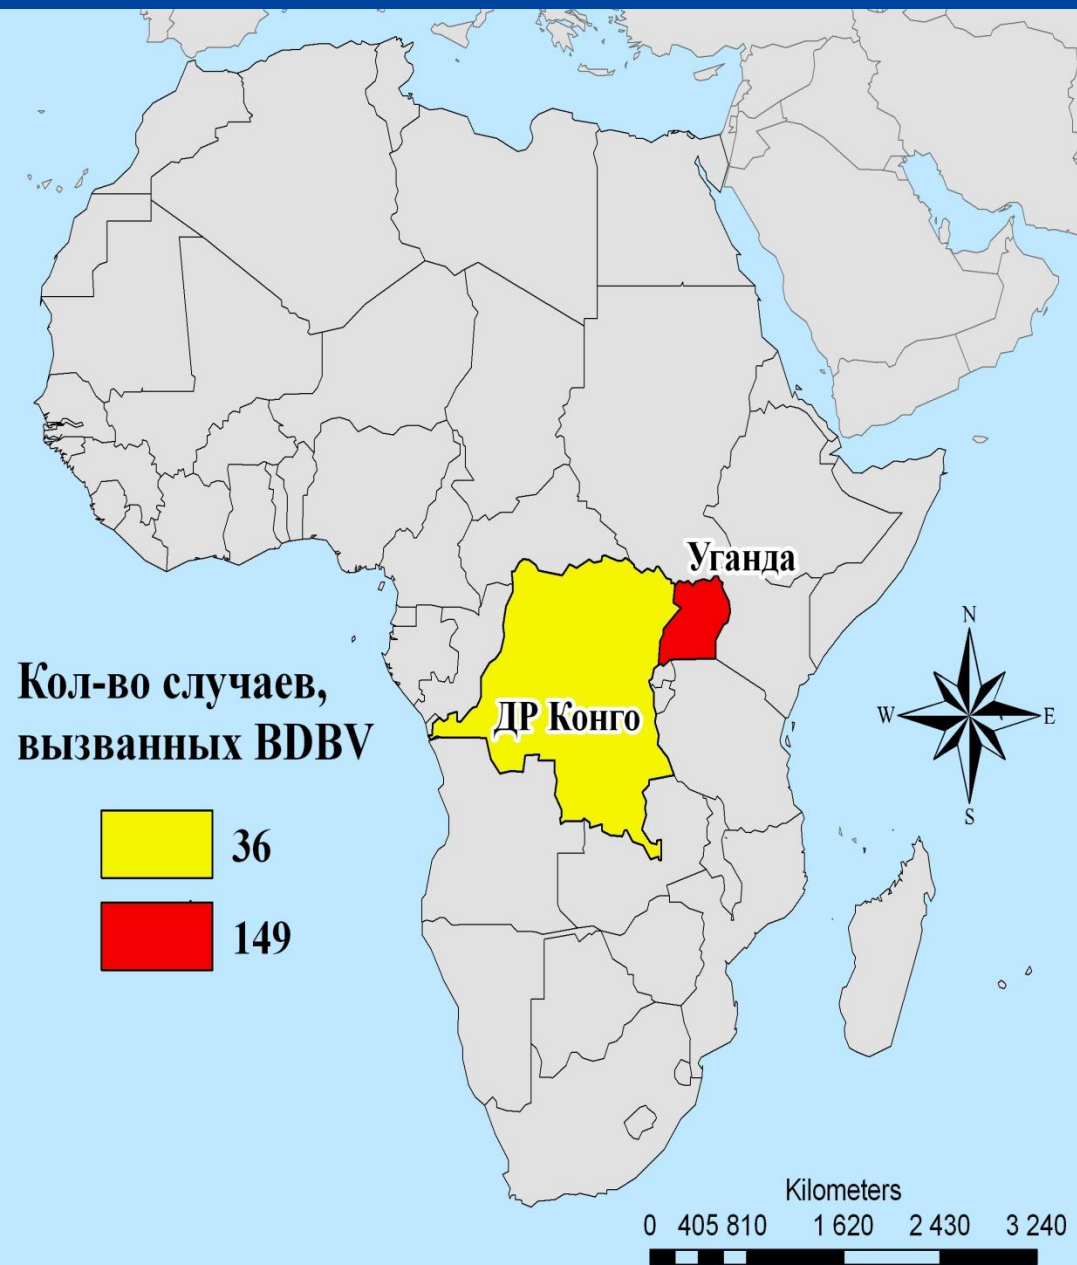 Уганда
ДР Конго
Кол-во случаев,
вызванных BDBV
36
149
N
W E
S
Kilometers
0 405 810 1 620 2 430 3 240